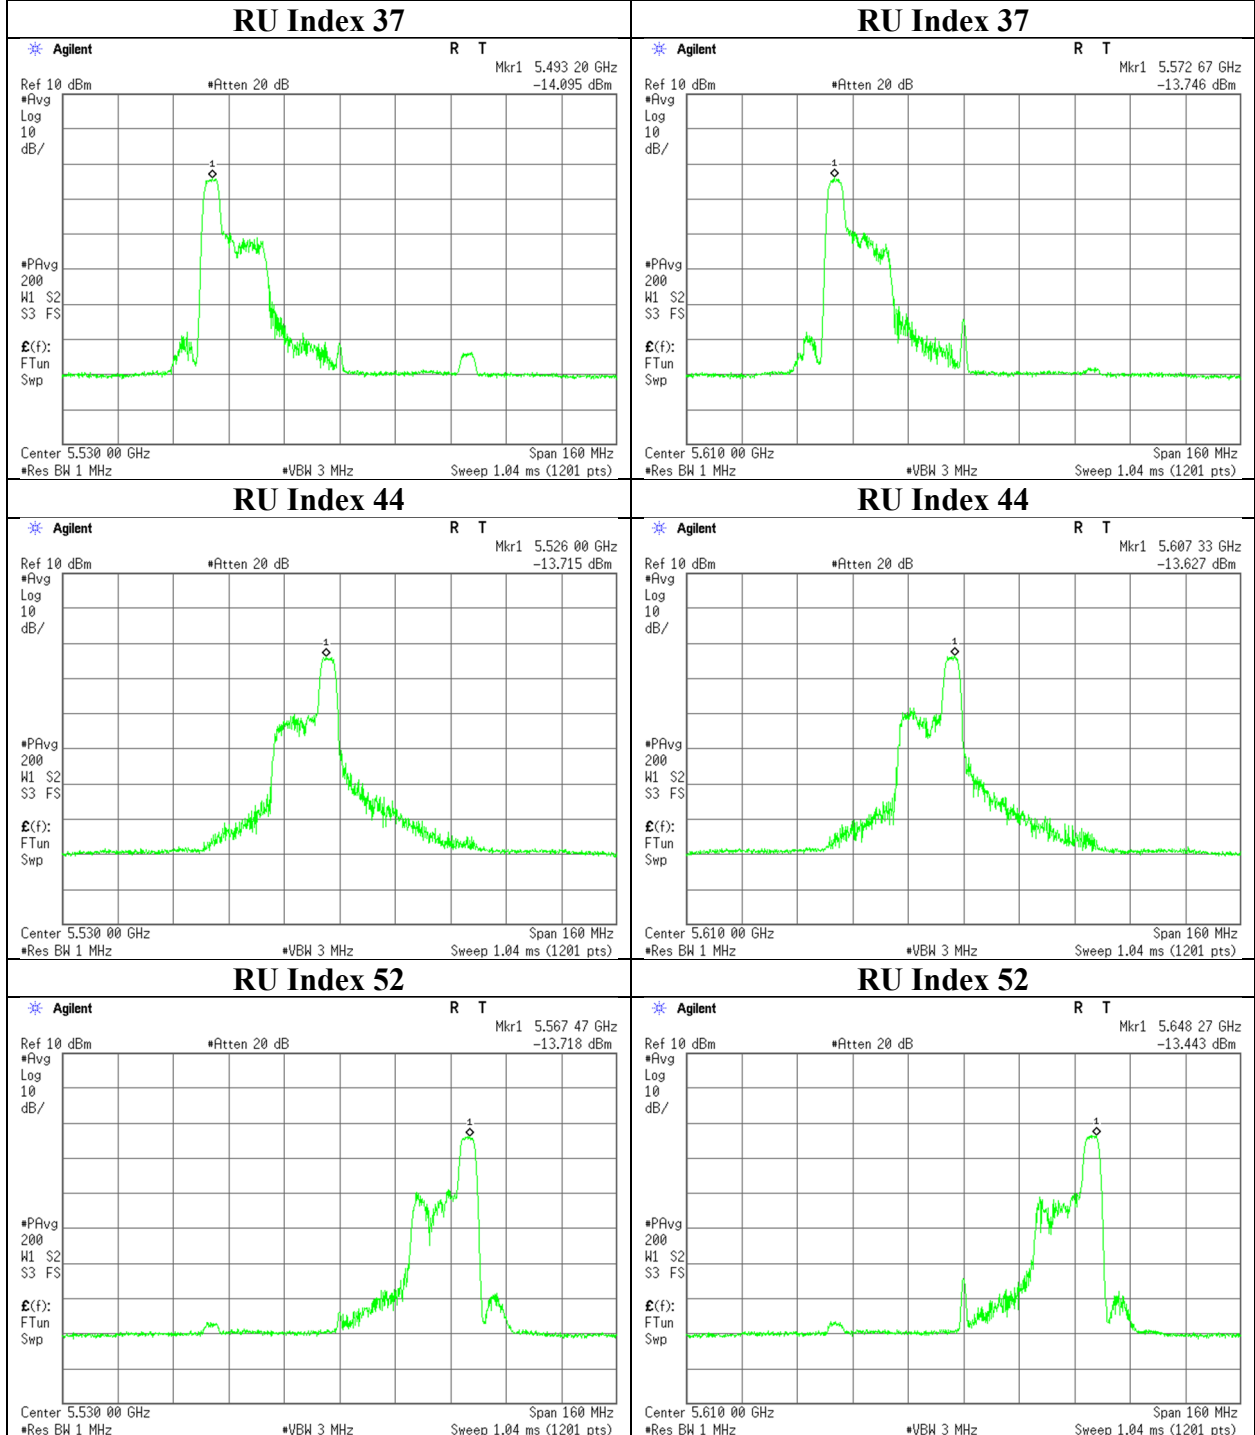 RU Index 37
Agilent R T
Mkr1 5.493 20 GHz
Ref 10 dBm #Atten 20 dB -14.095 dBm
#Avg
Log
10
dB/
1
#PAvg
200
W1 S2
S3 FS
£(f):
FTun
Swp
Center 5.530 00 GHz Span 160 MHz
#Res BW 1 MHz #VBW 3 MHz Sweep 1.04 ms (1201 pts)
RU Index 37
Agilent R T
Mkr1 5.572 67 GHz
Ref 10 dBm #Atten 20 dB -13.746 dBm
#Avg
Log
10
dB/
1
#PAvg
200
W1 S2
S3 FS
£(f):
FTun
Swp
Center 5.610 00 GHz Span 160 MHz
#Res BW 1 MHz #VBW 3 MHz Sweep 1.04 ms (1201 pts)
RU Index 44
Agilent R T
Mkr1 5.526 00 GHz
Ref 10 dBm #Atten 20 dB -13.715 dBm
#Avg
Log
10
dB/
1
#PAvg
200
W1 S2
S3 FS
£(f):
FTun
Swp
Center 5.530 00 GHz Span 160 MHz
#Res BW 1 MHz #VBW 3 MHz Sweep 1.04 ms (1201 pts)
RU Index 44
Agilent R T
Mkr1 5.607 33 GHz
Ref 10 dBm #Atten 20 dB -13.627 dBm
#Avg
Log
10
dB/
1
#PAvg
200
W1 S2
S3 FS
£(f):
FTun
Swp
Center 5.610 00 GHz Span 160 MHz
#Res BW 1 MHz #VBW 3 MHz Sweep 1.04 ms (1201 pts)
RU Index 52
Agilent R T
Mkr1 5.567 47 GHz
Ref 10 dBm #Atten 20 dB -13.718 dBm
#Avg
Log
10
dB/
1
#PAvg
200
W1 S2
S3 FS
£(f):
FTun
Swp
Center 5.530 00 GHz Span 160 MHz
#Res BW 1 MHz #VBW 3 MHz Sweep 1.04 ms (1201 pts)
RU Index 52
Agilent R T
Mkr1 5.648 27 GHz
Ref 10 dBm #Atten 20 dB -13.443 dBm
#Avg
Log
10
dB/
1
#PAvg
200
W1 S2
S3 FS
£(f):
FTun
Swp
Center 5.610 00 GHz Span 160 MHz
#Res BW 1 MHz #VBW 3 MHz Sweep 1.04 ms (1201 pts)